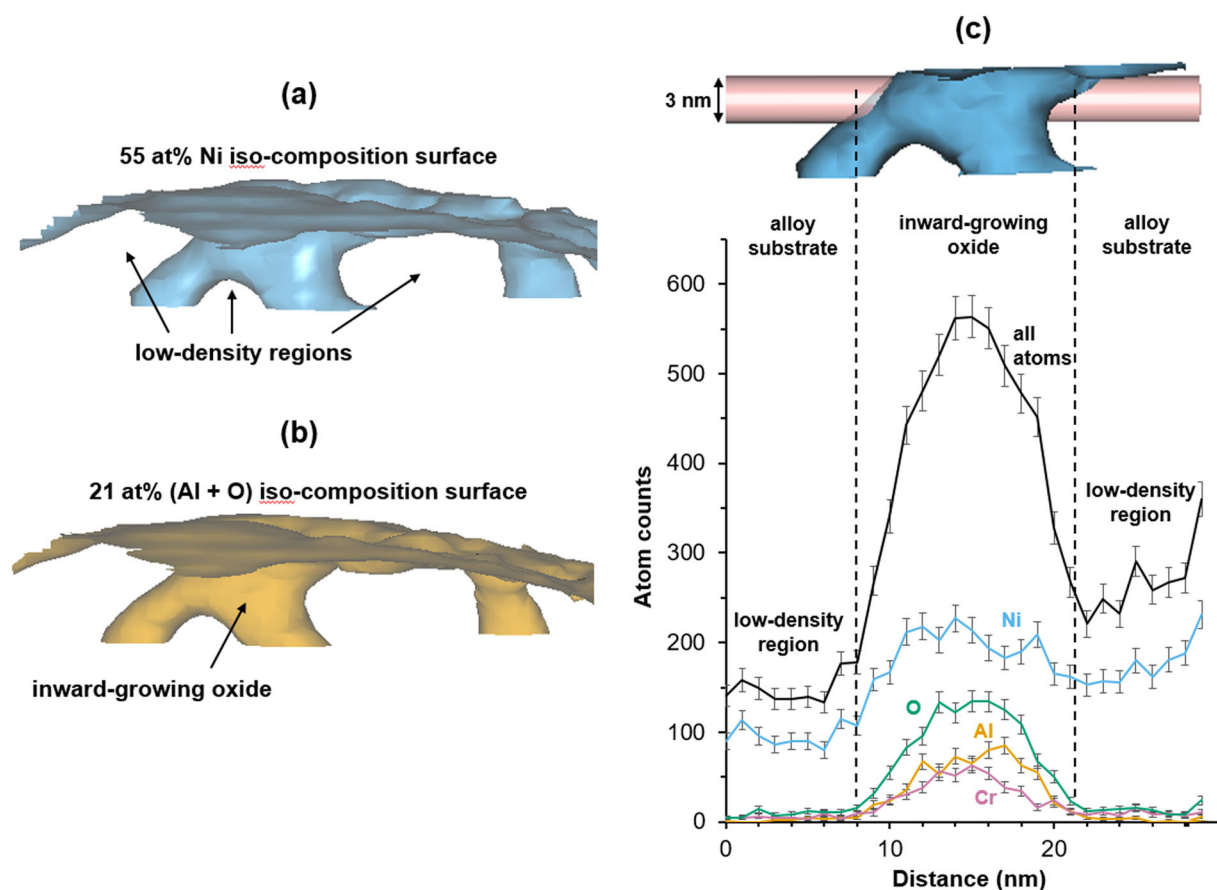 (a)
55 at% Ni iso-composition surface
low-density regions
(b)
21 at% (Al + O) iso-composition surface
inward-growing oxide
(c)
3 nm
alloy
substrate
inward-growing
oxide
alloy
substrate
600
500
400
300
200
100
0
Atom counts
all
atoms
low-density
region
low-density
region
Ni
O
Al
Cr
0
10
20
Distance (nm)